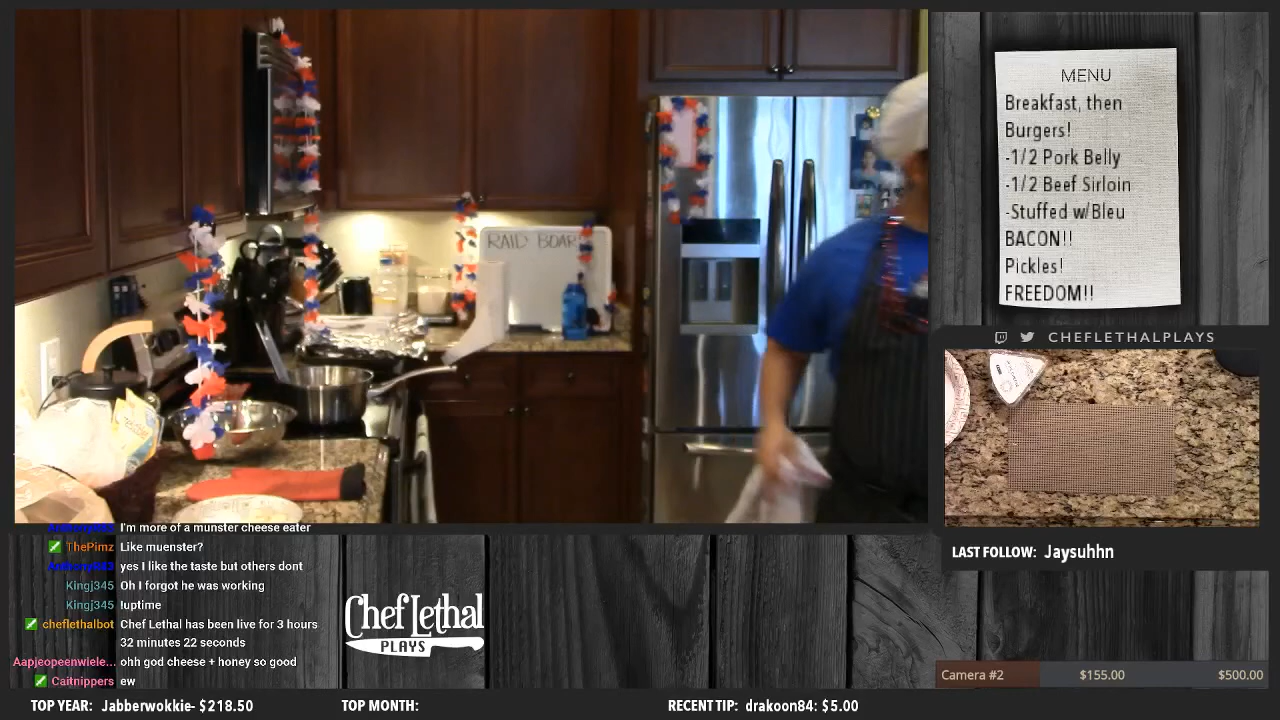 MENU
Breakfast, then
Burgers!
-1/2 Pork Belly
-1/2 Beef Sirloin
-Stuffed w/Bleu
BACON!!
Pickles!
FREEDOM!!
RAID BOARD
CHEFLETHALPLAYS
LAST FOLLOW: Jaysuhhn
I'm more of a munster cheese eater
ThePimz Like muenster?
yes I like the taste but others dont
Kingj345 Oh I forgot he was working
Kingj345 !uptime
cheflethalbot Chef Lethal has been live for 3 hours
32 minutes 22 seconds
Aapjeopeenwiele... ohh god cheese + honey so good
Caitnippers ew
Chef Lethal
PLAYS
Camera #2 $155.00 $500.00
TOP YEAR: Jabberwokkie- $218.50 TOP MONTH: RECENT TIP: drakoon84: $5.00